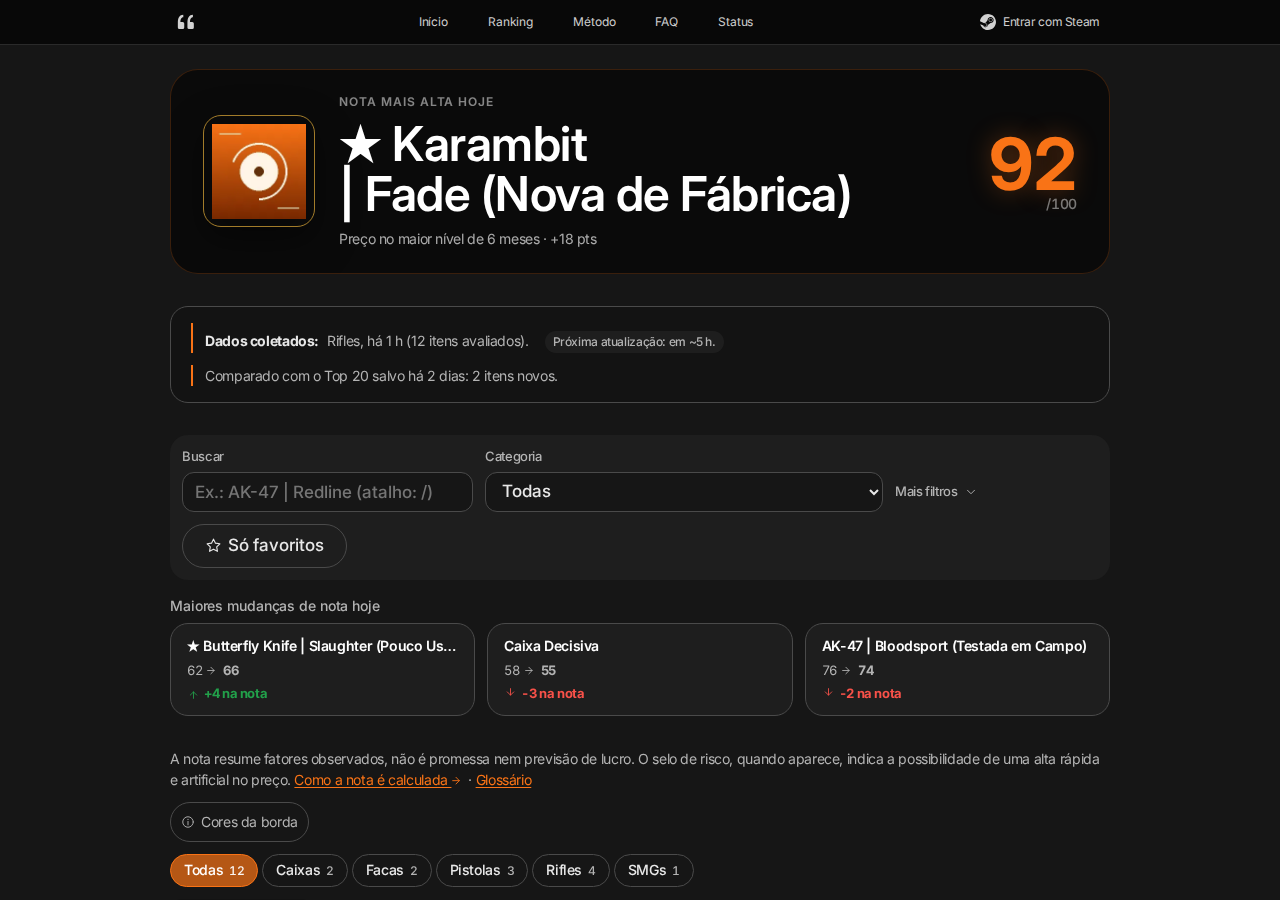 Início Ranking Método FAQ Status Entrar com Steam
NOTA MAIS ALTA HOJE
★ Karambit
| Fade (Nova de Fábrica)
Preço no maior nível de 6 meses · +18 pts
92
/100
Dados coletados: Rifles, há 1 h (12 itens avaliados). Próxima atualização: em ~5 h.
Comparado com o Top 20 salvo há 2 dias: 2 itens novos.
Buscar
Categoria
Ex.: AK-47 | Redline (atalho: /)
Todas
Mais filtros
Só favoritos
Maiores mudanças de nota hoje
★ Butterfly Knife | Slaughter (Pouco Us...
62 → 66
↑ +4 na nota
Caixa Decisiva
58 → 55
↓ -3 na nota
AK-47 | Bloodsport (Testada em Campo)
76 → 74
↓ -2 na nota
A nota resume fatores observados, não é promessa nem previsão de lucro. O selo de risco, quando aparece, indica a possibilidade de uma alta rápida
e artificial no preço. Como a nota é calculada → · Glossário
Cores da borda
Todas 12 Caixas 2 Facas 2 Pistolas 3 Rifles 4 SMGs 1